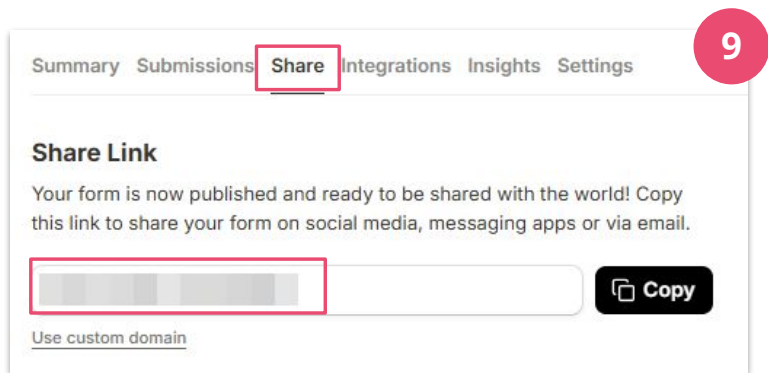 9
Summary Submissions Share Integrations Insights Settings
Share Link
Your form is now published and ready to be shared with the world! Copy
this link to share your form on social media, messaging apps or via email.
Copy
Use custom domain